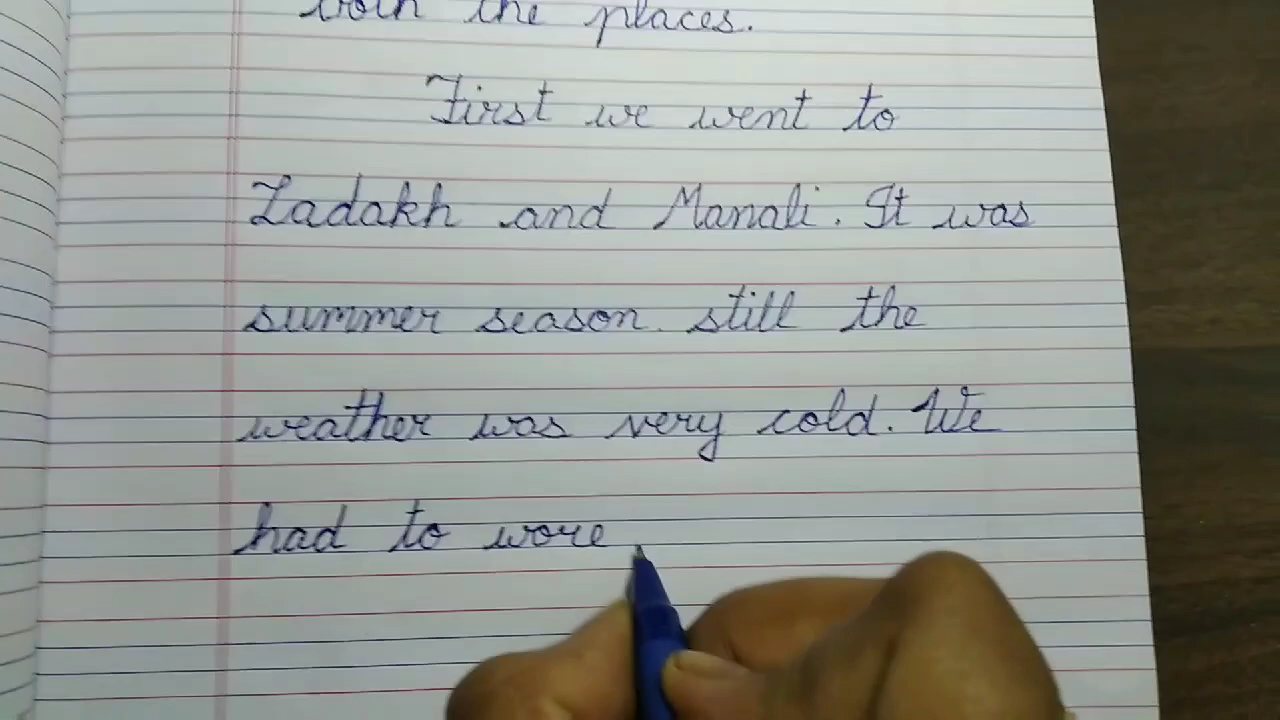 both the places.
First we went to
Ladakh and Manali. It was
summer season. still the
weather was very cold. We
had to wore